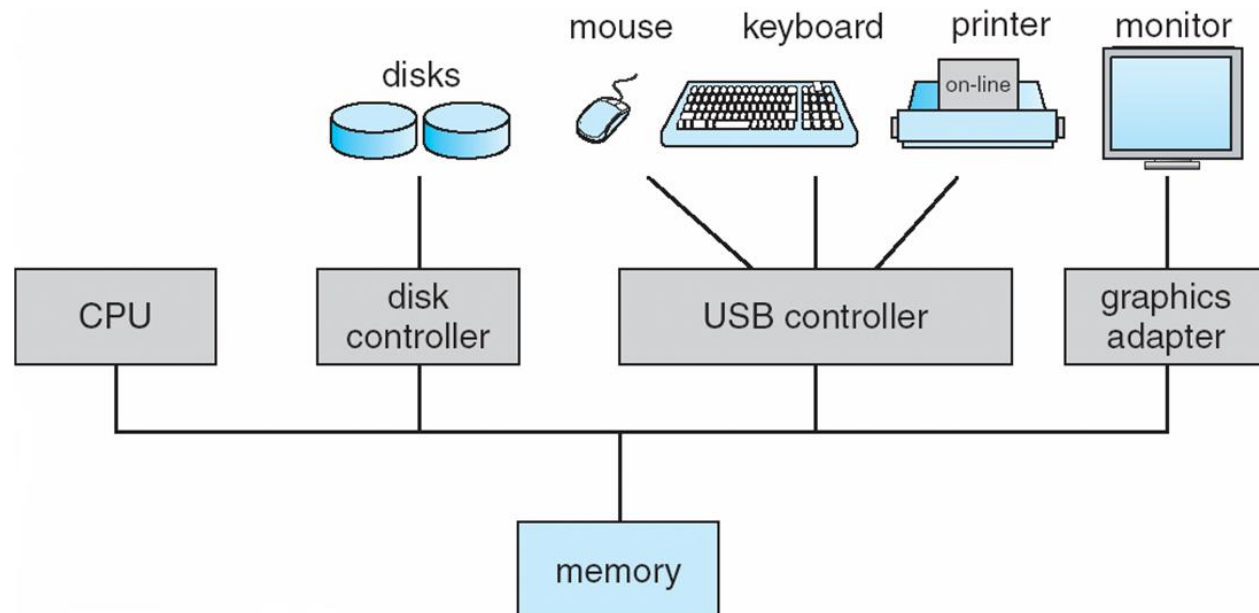 mouse
keyboard
printer
monitor
disks
on-line
CPU
disk
controller
USB controller
graphics
adapter
memory